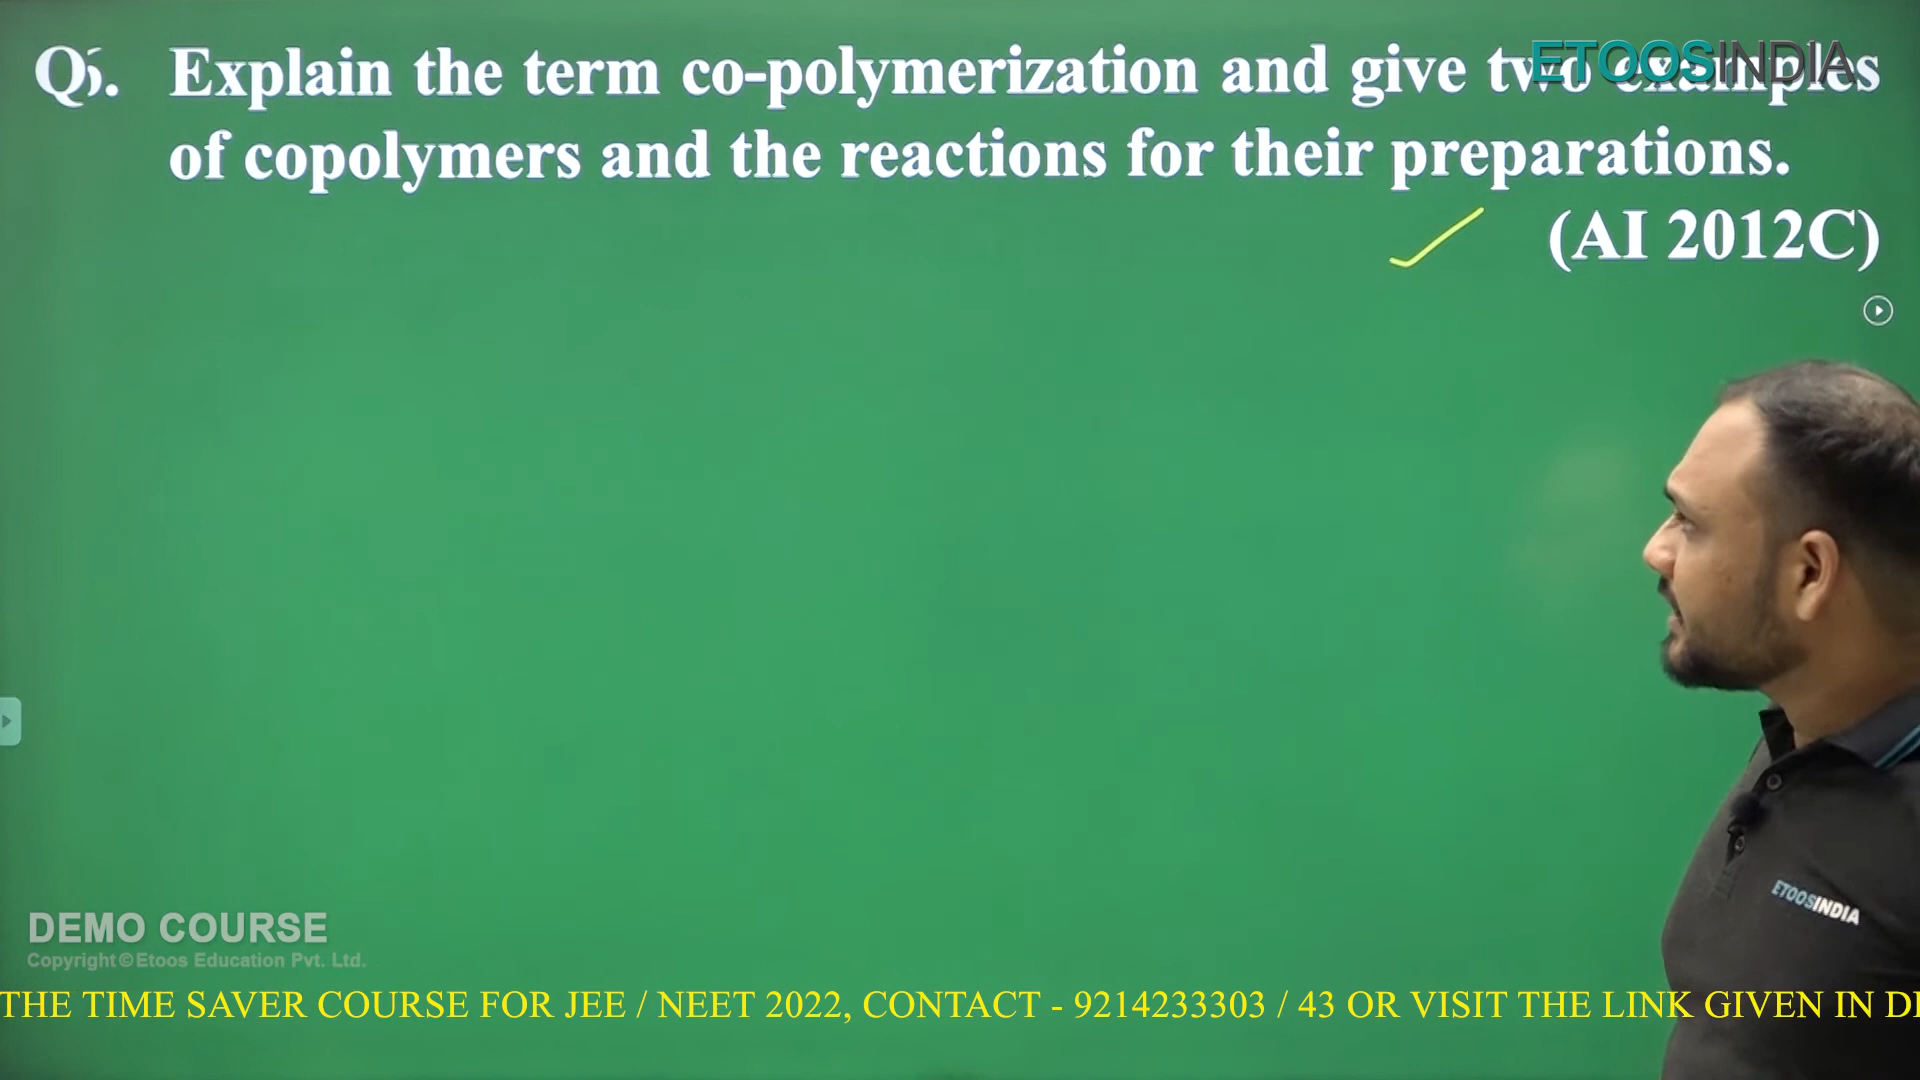 Q5. Explain the term co-polymerization and give two examples
ETOOSINDIA
of copolymers and the reactions for their preparations.
(AI 2012C)
ETOOSINDIA
DEMO COURSE
Copyright©Etoos Education Pvt. Ltd.
THE TIME SAVER COURSE FOR JEE / NEET 2022, CONTACT - 9214233303 / 43 OR VISIT THE LINK GIVEN IN